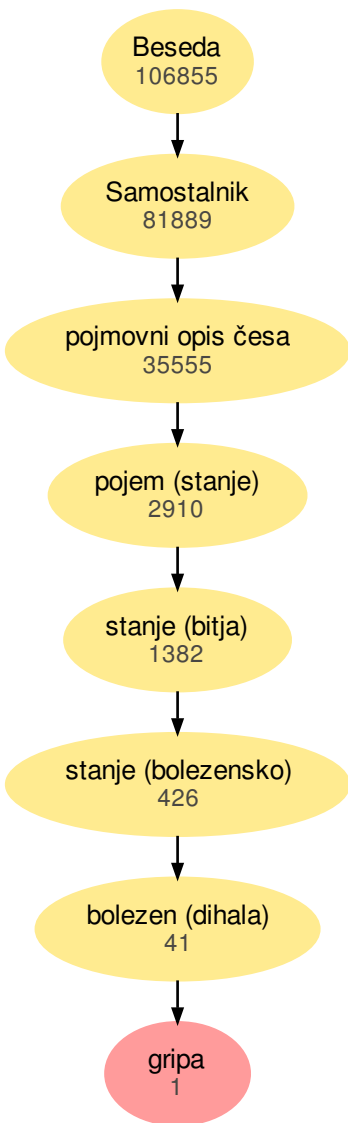 Beseda
106855
Samostalnik
81889
pojmovni opis česa
35555
pojem (stanje)
2910
stanje (bitja)
1382
stanje (bolezensko)
426
bolezen (dihala)
41
gripa
1